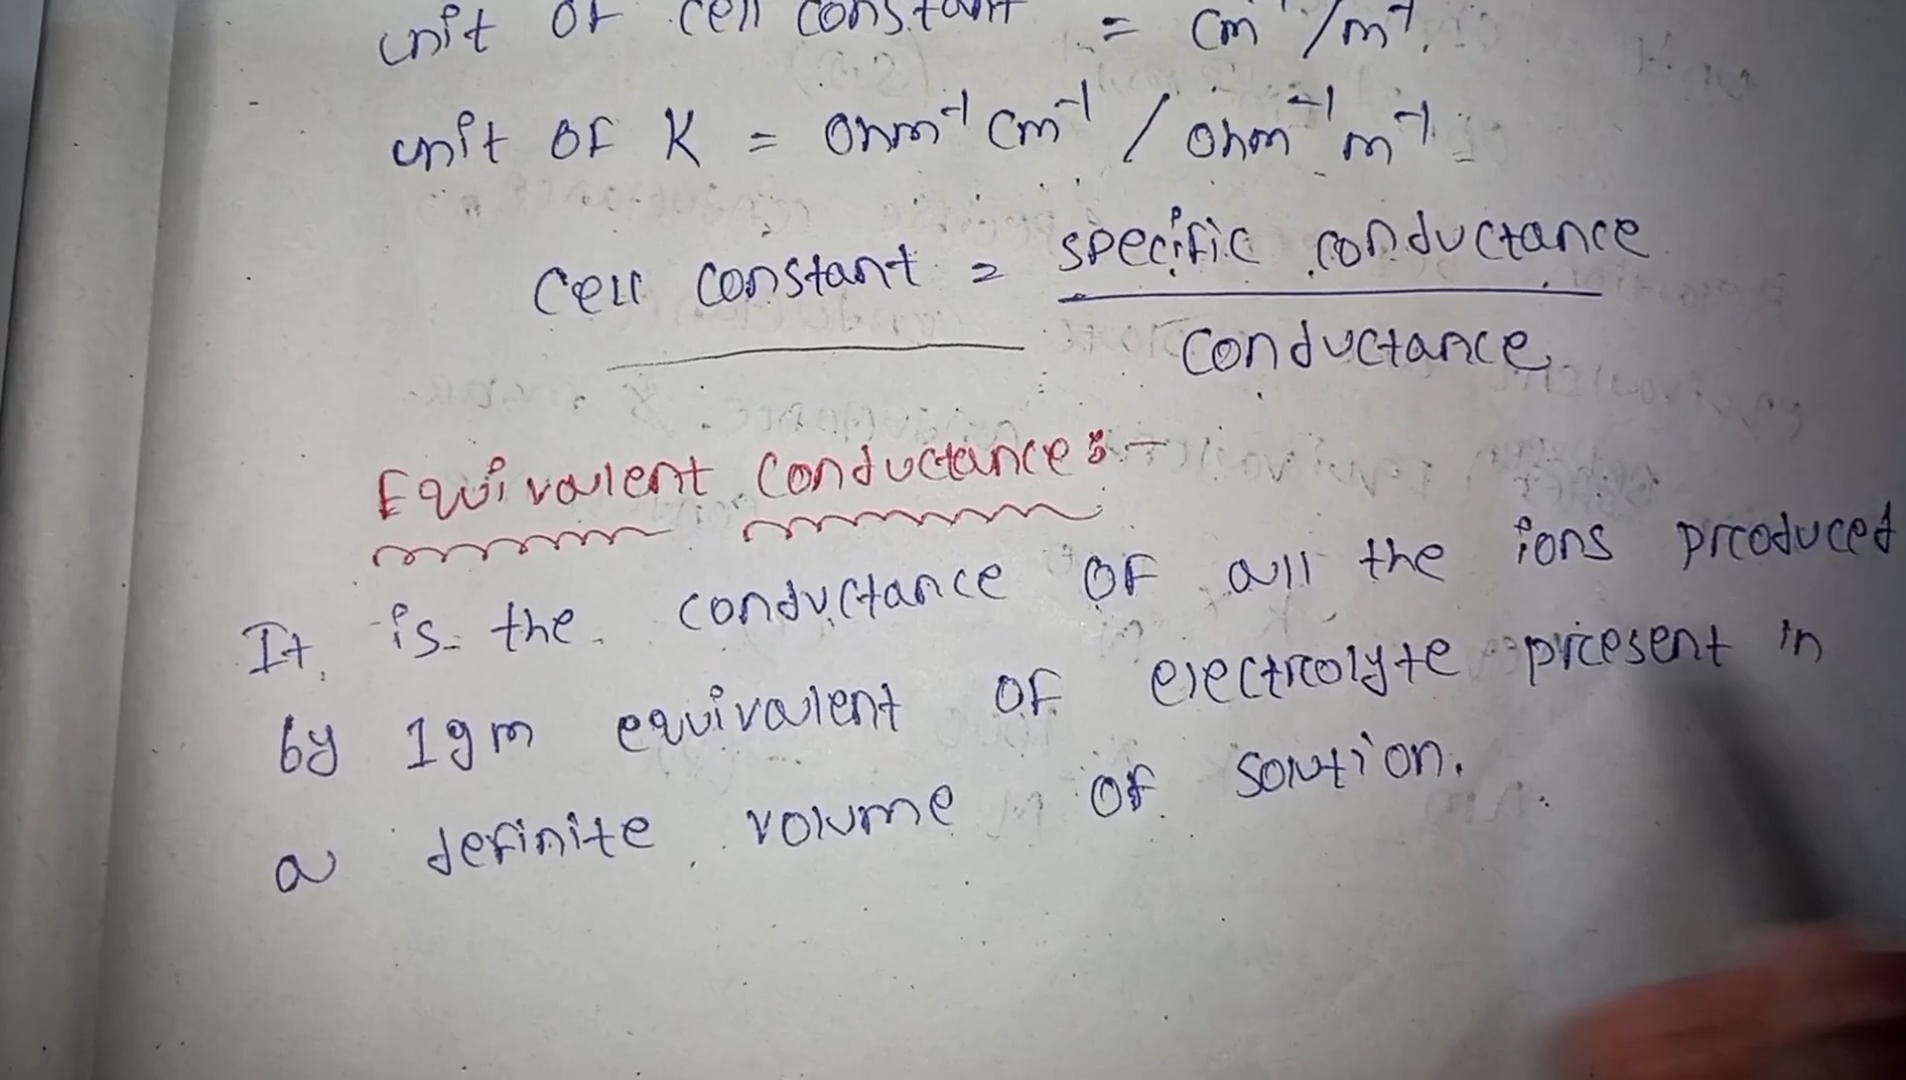 unit of cell constant = cm⁻¹/m⁻¹.
unit of K = ohm⁻¹ cm⁻¹ / ohm⁻¹ m⁻¹
Cell constant = specific conductance
conductance
Equivalent Conductance:-
It is the conductance of all the ions produced
by 1gm equivalent of electrolyte present in
a definite volume of solution.